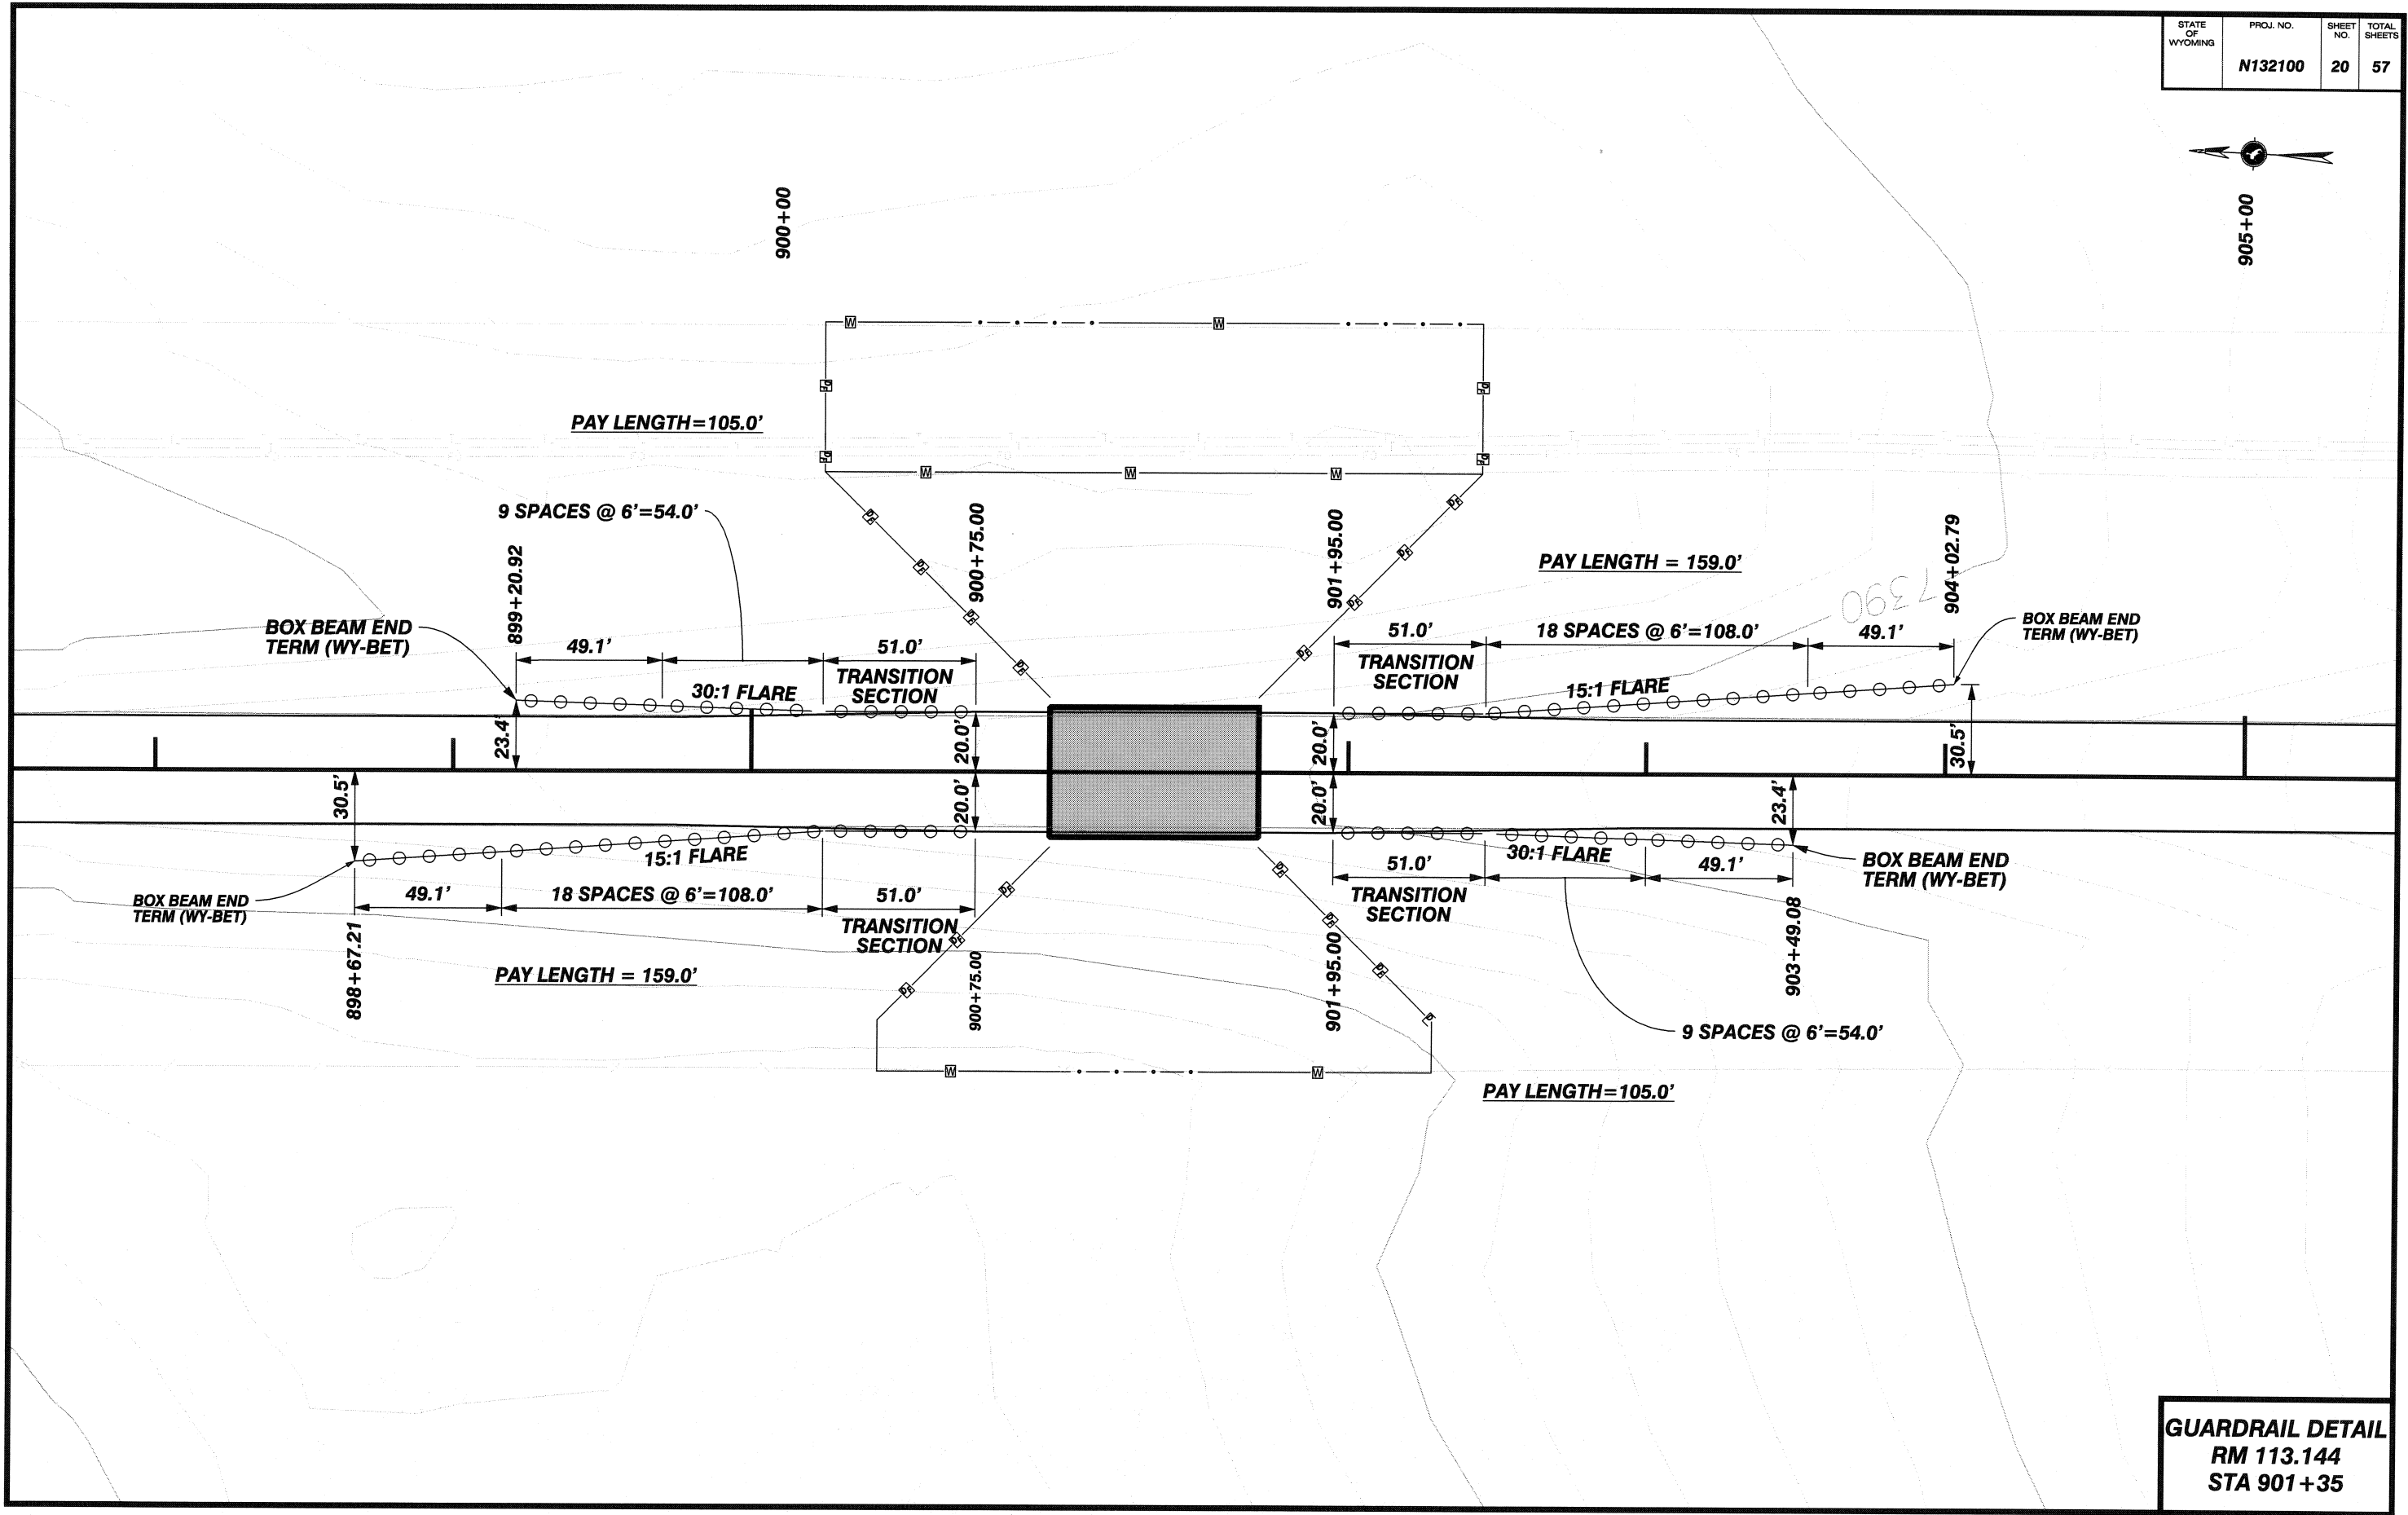 STATE OF WYOMING
PROJ. NO.
SHEET NO.
TOTAL SHEETS
N132100
20
57
900+00
905+00
W
W
PAY LENGTH=105.0'
W
W
W
9 SPACES @ 6'=54.0'
899+20.92
900+75.00
901+95.00
PAY LENGTH = 159.0'
904+02.79
7390
BOX BEAM END
TERM (WY-BET)
49.1'
51.0'
TRANSITION
SECTION
30:1 FLARE
51.0'
TRANSITION
SECTION
18 SPACES @ 6'=108.0'
49.1'
15:1 FLARE
BOX BEAM END
TERM (WY-BET)
23.4'
20.0'
20.0'
30.5'
30.5'
20.0'
20.0'
23.4'
15:1 FLARE
30:1 FLARE
BOX BEAM END
TERM (WY-BET)
49.1'
18 SPACES @ 6'=108.0'
51.0'
TRANSITION
SECTION
51.0'
TRANSITION
SECTION
49.1'
BOX BEAM END
TERM (WY-BET)
898+67.21
PAY LENGTH = 159.0'
900+75.00
901+95.00
903+49.08
9 SPACES @ 6'=54.0'
W
W
PAY LENGTH=105.0'
GUARDRAIL DETAIL
RM 113.144
STA 901+35